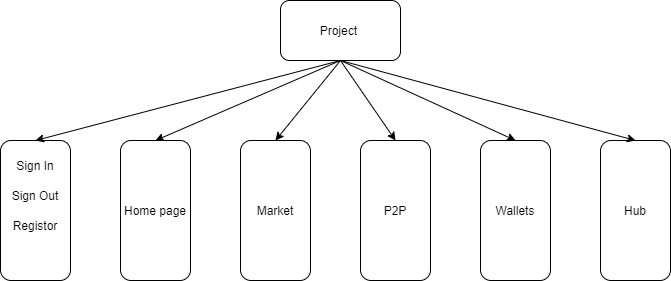 Project
Sign In
Sign Out
Registor
Home page
Market
P2P
Wallets
Hub